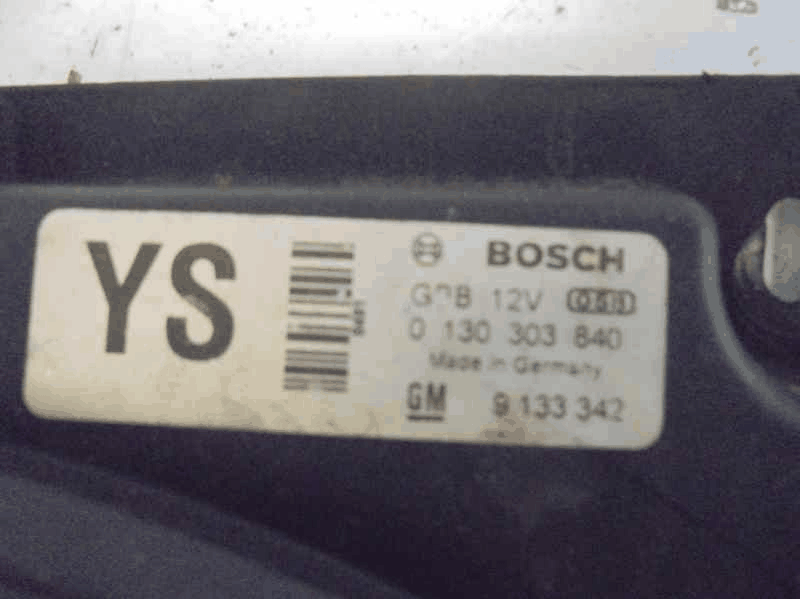 YS
BOSCH
12V
0 130 303 840
Made in Germany
GM 9 133 342